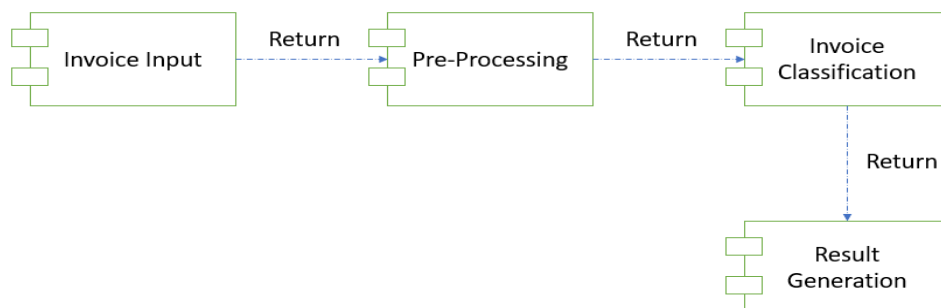 Invoice Input
Return
Pre-Processing
Return
Invoice
Classification
Return
Result
Generation